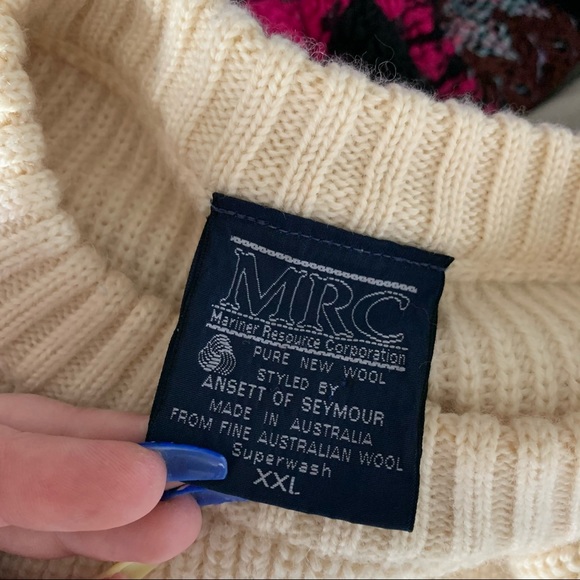 MRC
Mariner Resource Corporation
PURE NEW WOOL
STYLED BY
ANSETT OF SEYMOUR
MADE IN AUSTRALIA
FROM FINE AUSTRALIAN WOOL
Superwash
XXL